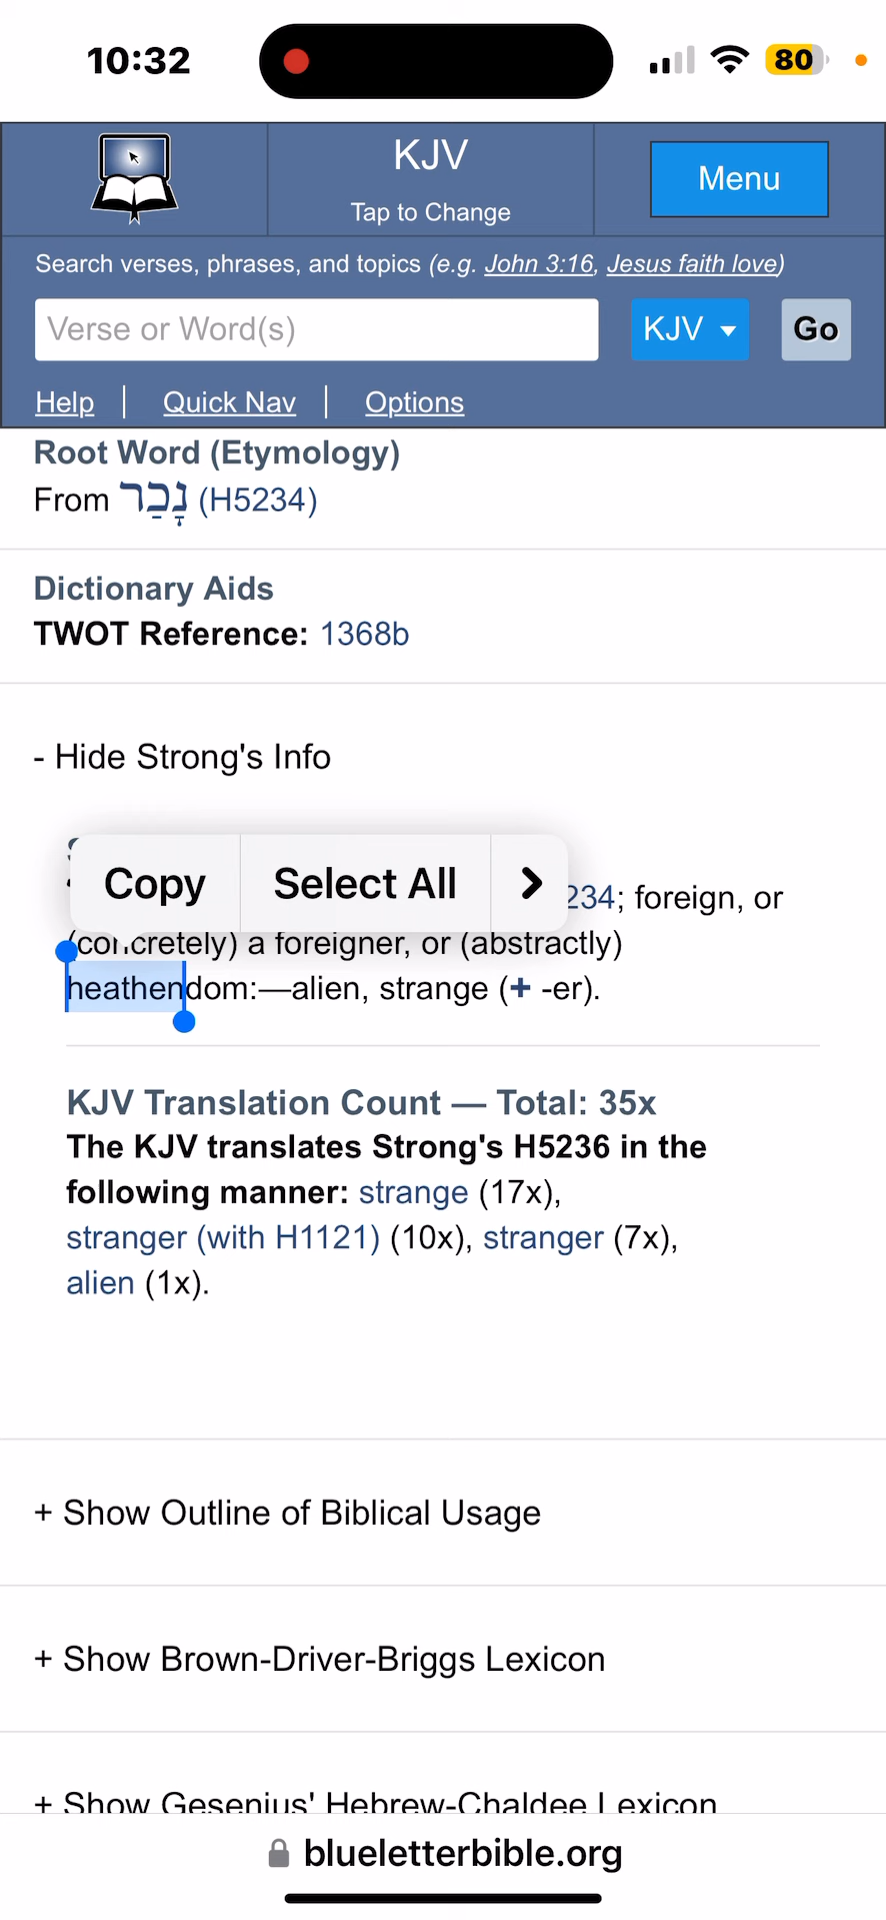 10:32
80
KJV
Tap to Change
Menu
Search verses, phrases, and topics (e.g. John 3:16, Jesus faith love)
Verse or Word(s)
KJV
Go
Help | Quick Nav | Options
Root Word (Etymology)
From נָכַר (H5234)
Dictionary Aids
TWOT Reference: 1368b
- Hide Strong's Info
Copy
Select All
234; foreign, or
(concretely) a foreigner, or (abstractly)
heathendom:—alien, strange (+ -er).
KJV Translation Count — Total: 35x
The KJV translates Strong's H5236 in the
following manner: strange (17x),
stranger (with H1121) (10x), stranger (7x),
alien (1x).
+ Show Outline of Biblical Usage
+ Show Brown-Driver-Briggs Lexicon
+ Show Gesenius' Hebrew-Chaldee Lexicon
blueletterbible.org